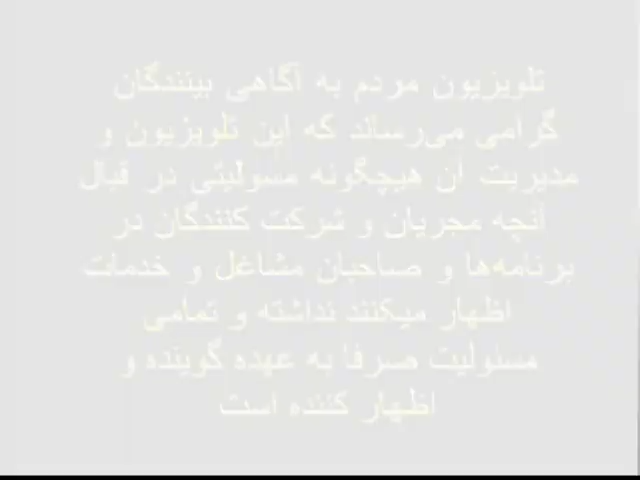 تلویزیون مردم به آگاهی بینندگان
گرامی می‌رساند که این تلویزیون و
مدیریت آن هیچگونه مسولیتی در قبال
آنچه مجریان و شرکت کنندگان در
برنامه‌ها و صاحبان مشاغل و خدمات
اظهار میکنند نداشته و تمامی
مسئولیت صرفا به عهده گوینده و
اظهار کننده است